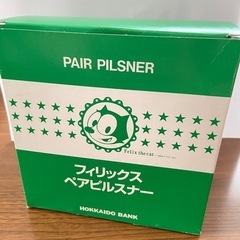 PAIR PILSNER
Felix the cat
フィリックス
ペアピルスナー
HOKKAIDO BANK